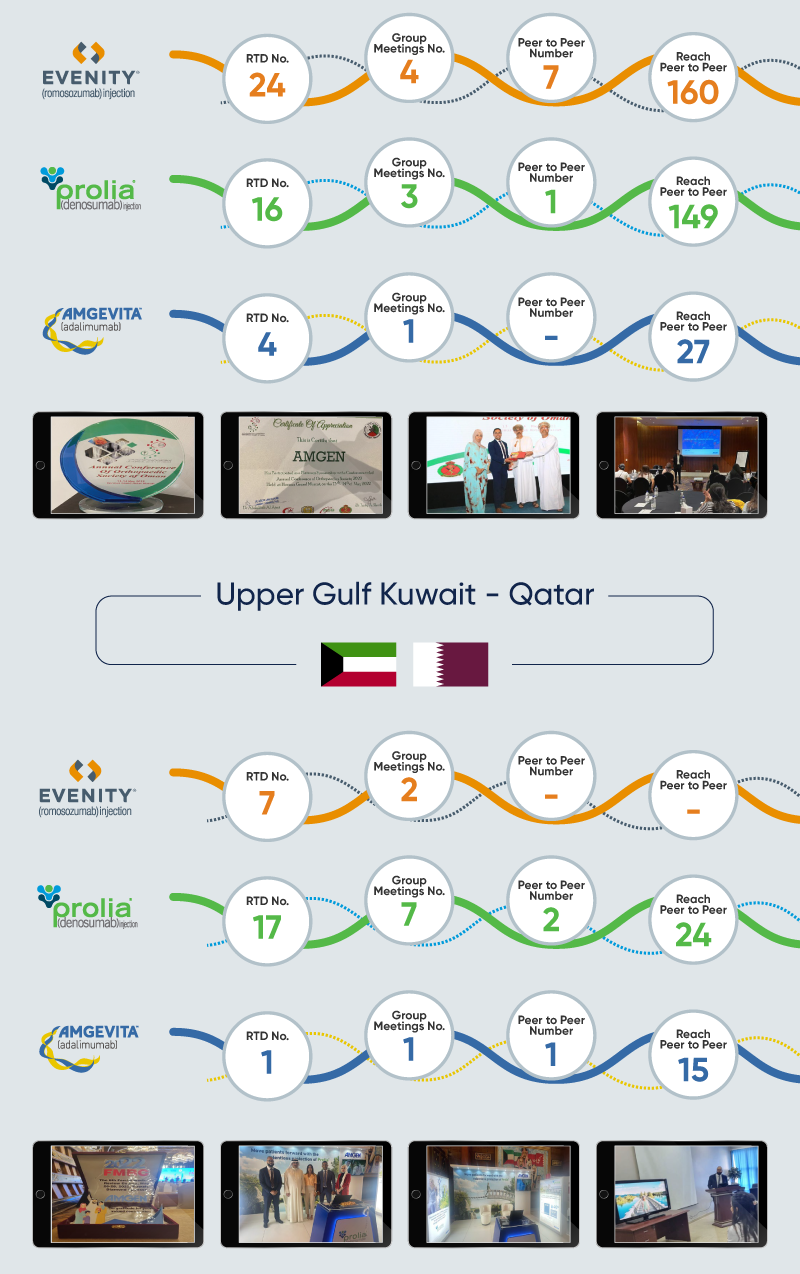 EVENITY®
(romosozumab) injection
RTD No.
24
Group
Meetings No.
4
Peer to Peer
Number
7
Reach
Peer to Peer
160
prolia®
(denosumab) injection
RTD No.
16
Group
Meetings No.
3
Peer to Peer
Number
1
Reach
Peer to Peer
149
AMGEVITA®
(adalimumab)
RTD No.
4
Group
Meetings No.
1
Peer to Peer
Number
-
Reach
Peer to Peer
27
Annual Conference
Of Orthopaedic
Society of Oman
Certificate Of Appreciation
This is Certify that
AMGEN
Society of Oman
Upper Gulf Kuwait - Qatar
EVENITY®
(romosozumab) injection
RTD No.
7
Group
Meetings No.
2
Peer to Peer
Number
-
Reach
Peer to Peer
-
prolia®
(denosumab) injection
RTD No.
17
Group
Meetings No.
7
Peer to Peer
Number
2
Reach
Peer to Peer
24
AMGEVITA®
(adalimumab)
RTD No.
1
Group
Meetings No.
1
Peer to Peer
Number
1
Reach
Peer to Peer
15
patients forward with
AMGEN
prolia